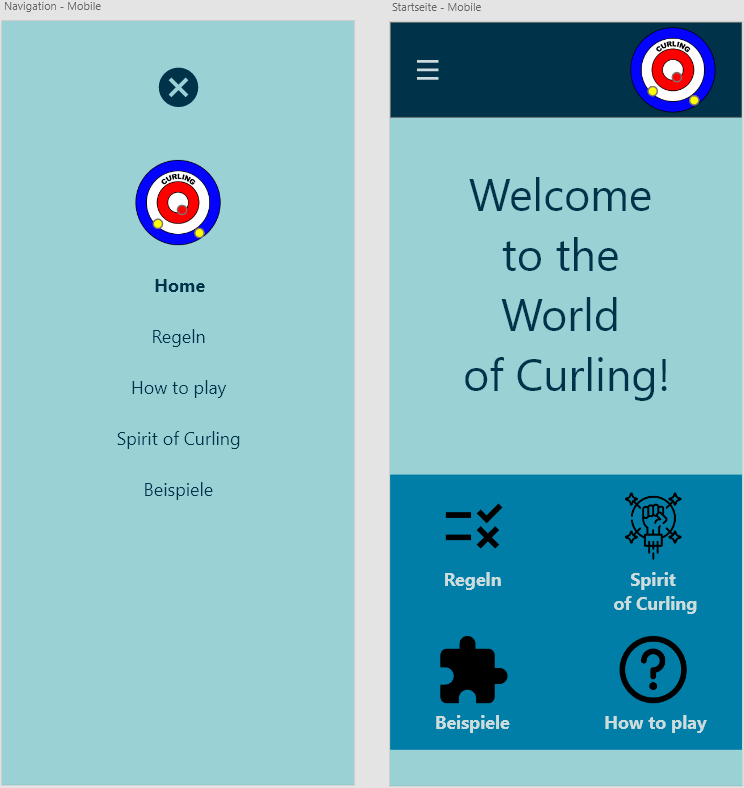 Navigation - Mobile
CURLING
Home
Regeln
How to play
Spirit of Curling
Beispiele
Startseite - Mobile
CURLING
Welcome
to the
World
of Curling!
Regeln
Spirit
of Curling
Beispiele
How to play